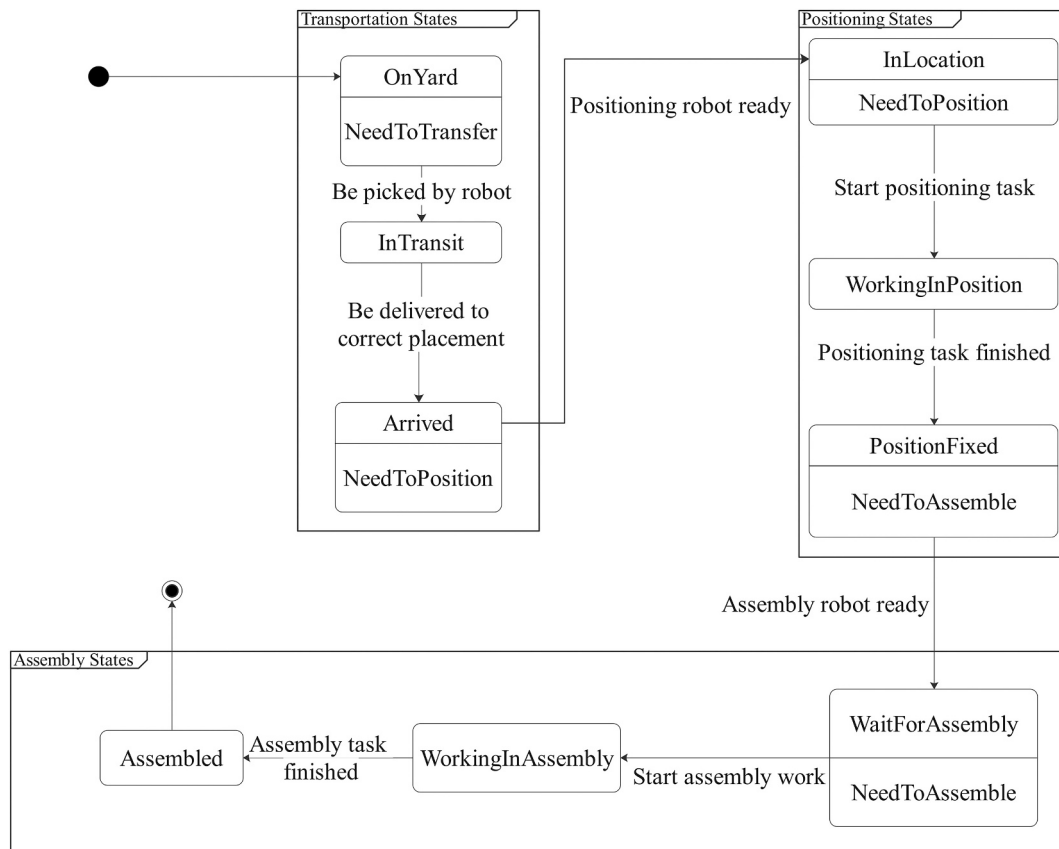 Transportation States
OnYard
NeedToTransfer
Be picked by robot
InTransit
Be delivered to
correct placement
Arrived
NeedToPosition
Positioning robot ready
Positioning States
InLocation
NeedToPosition
Start positioning task
WorkingInPosition
Positioning task finished
PositionFixed
NeedToAssemble
Assembly robot ready
Assembly States
WaitForAssembly
NeedToAssemble
Start assembly work
WorkingInAssembly
Assembly task
finished
Assembled